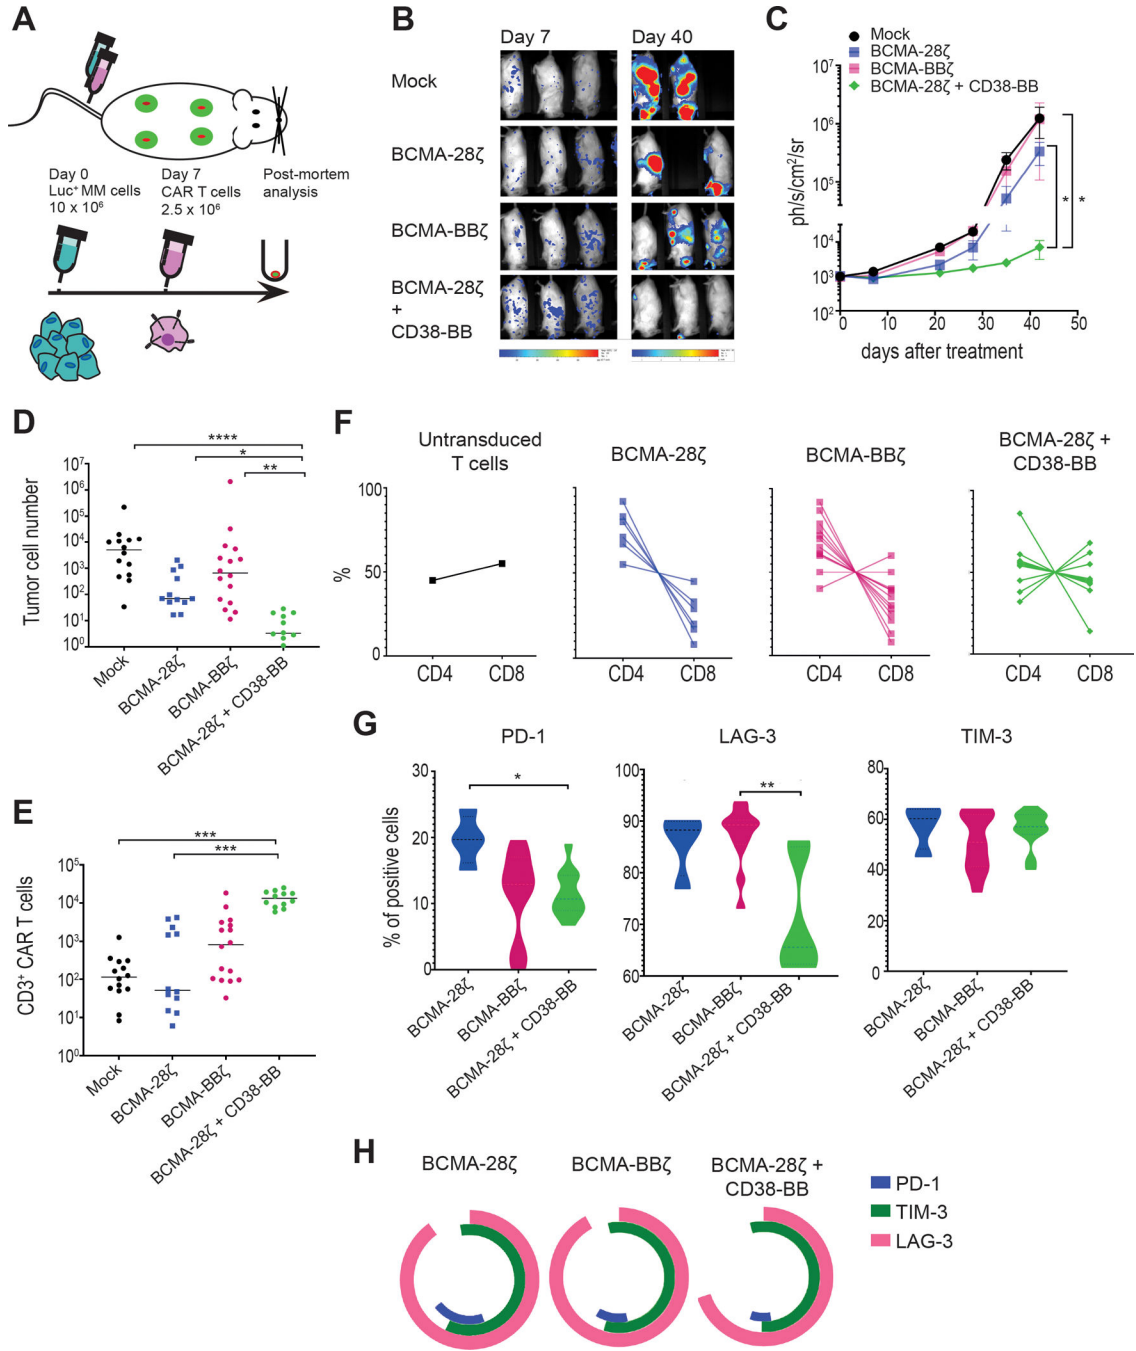 A
Day 0
Luc⁺ MM cells
10 x 10⁶
Day 7
CAR T cells
2.5 x 10⁶
Post-mortem
analysis
B
Day 7
Day 40
Mock
BCMA-28ζ
BCMA-BBζ
BCMA-28ζ
+
CD38-BB
C
Mock
BCMA-28ζ
BCMA-BBζ
BCMA-28ζ + CD38-BB
ph/s/cm²/sr
10⁷
10⁶
10⁵
10⁴
10³
10²
0 10 20 30 40 50
days after treatment
* *
D
Tumor cell number
10⁷
10⁶
10⁵
10⁴
10³
10²
10¹
10⁰
****
*
**
Mock
BCMA-28ζ
BCMA-BBζ
BCMA-28ζ + CD38-BB
E
CD3⁺ CAR T cells
10⁵
10⁴
10³
10²
10¹
10⁰
***
***
Mock
BCMA-28ζ
BCMA-BBζ
BCMA-28ζ + CD38-BB
F
Untransduced
T cells
BCMA-28ζ
BCMA-BBζ
BCMA-28ζ +
CD38-BB
%
100
50
0
CD4 CD8
CD4 CD8
CD4 CD8
CD4 CD8
G
PD-1
LAG-3
TIM-3
% of positive cells
30
20
10
0
*
BCMA-28ζ
BCMA-BBζ
BCMA-28ζ + CD38-BB
100
90
80
70
60
**
BCMA-28ζ
BCMA-BBζ
BCMA-28ζ + CD38-BB
80
60
40
20
0
BCMA-28ζ
BCMA-BBζ
BCMA-28ζ + CD38-BB
H
BCMA-28ζ
BCMA-BBζ
BCMA-28ζ +
CD38-BB
PD-1
TIM-3
LAG-3